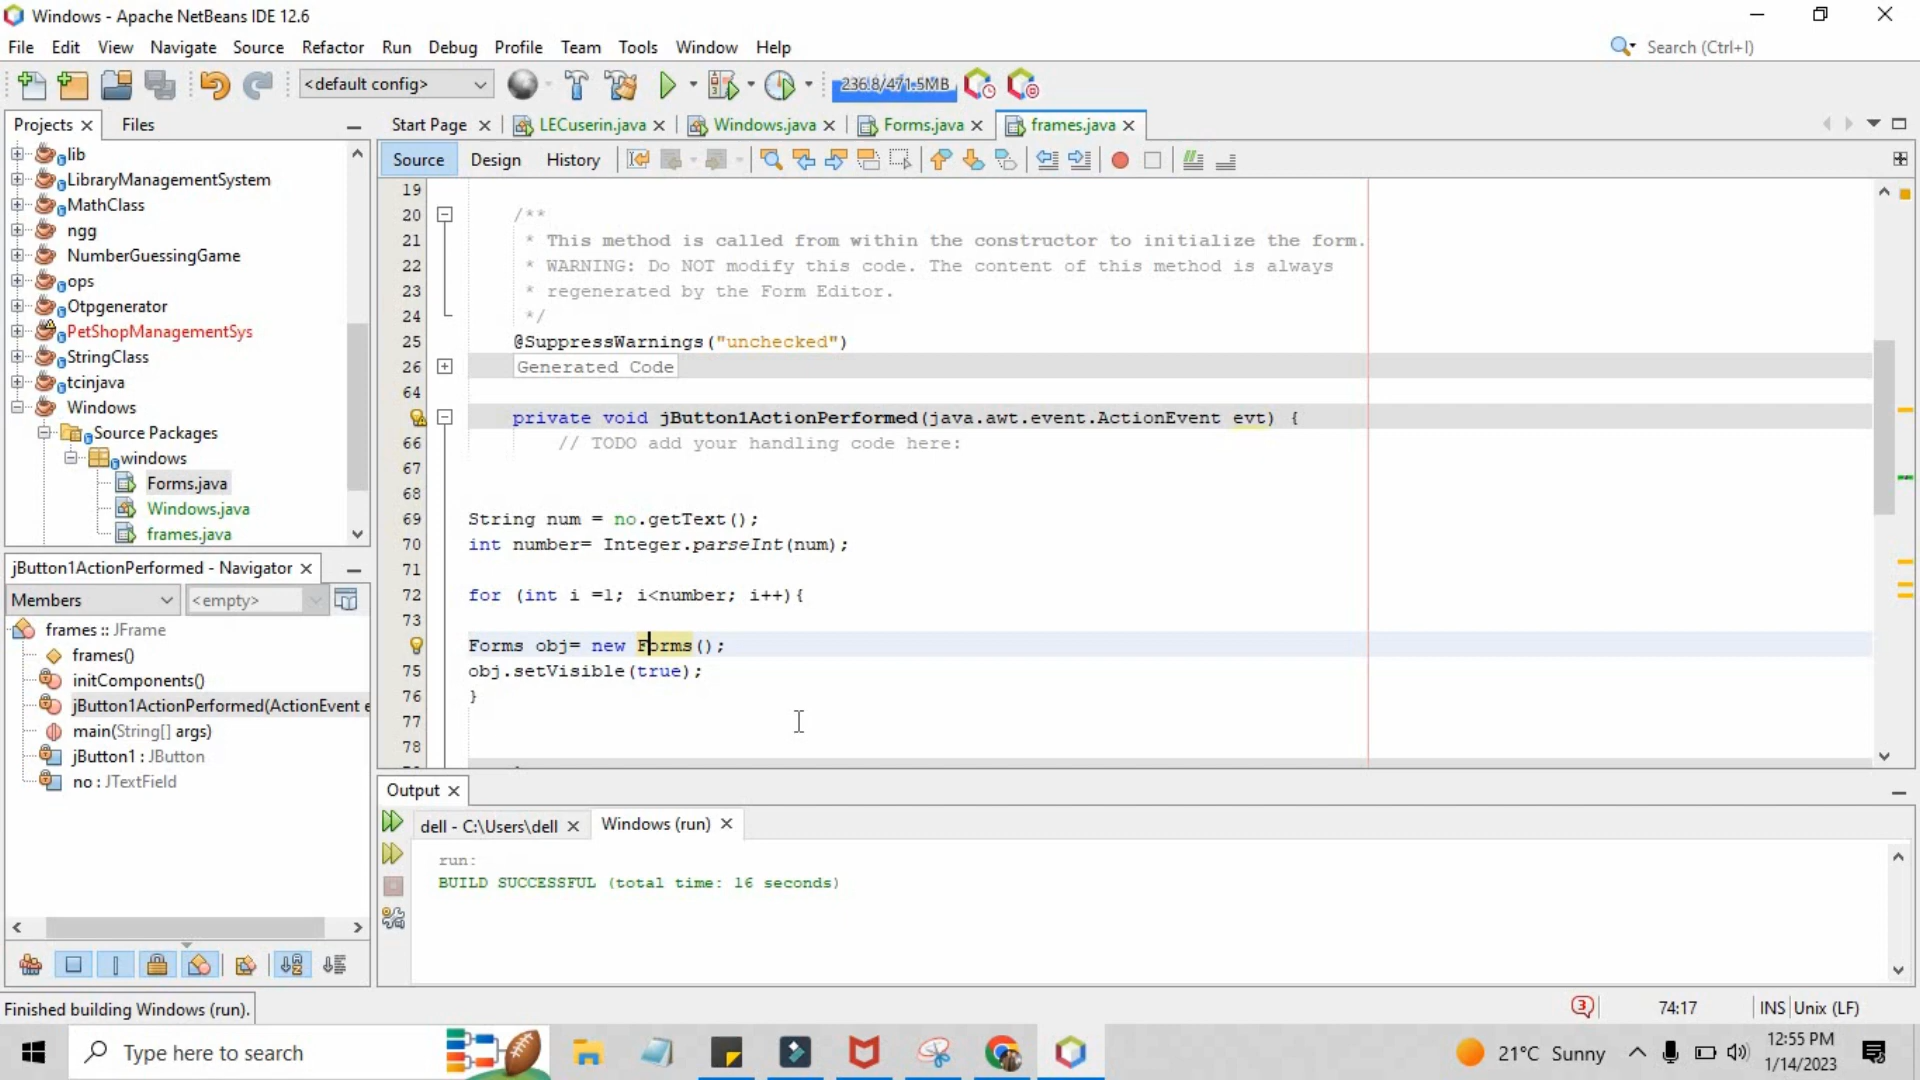 Windows - Apache NetBeans IDE 12.6
File Edit View Navigate Source Refactor Run Debug Profile Team Tools Window Help
Search (Ctrl+I)
<default config>
236.8/471.5MB
Projects Files
Start Page LECuserin.java Windows.java Forms.java frames.java
Source Design History
lib
LibraryManagementSystem
MathClass
ngg
NumberGuessingGame
ops
Otpgenerator
PetShopManagementSys
StringClass
tcinjava
Windows
Source Packages
windows
Forms.java
Windows.java
frames.java
19
20 /**
21 * This method is called from within the constructor to initialize the form.
22 * WARNING: Do NOT modify this code. The content of this method is always
23 * regenerated by the Form Editor.
24 */
25 @SuppressWarnings("unchecked")
26 Generated Code
64
private void jButton1ActionPerformed(java.awt.event.ActionEvent evt) {
66 // TODO add your handling code here:
67
68
69 String num = no.getText();
70 int number= Integer.parseInt(num);
71
72 for (int i =1; i<number; i++){
73
Forms obj= new Forms();
75 obj.setVisible(true);
76 }
77
78
jButton1ActionPerformed - Navigator
Members <empty>
frames :: JFrame
frames()
initComponents()
jButton1ActionPerformed(ActionEvent e
main(String[] args)
jButton1 : JButton
no : JTextField
Output
dell - C:\Users\dell Windows (run)
run:
BUILD SUCCESSFUL (total time: 16 seconds)
Finished building Windows (run).
3 74:17 INS Unix (LF)
Type here to search
21°C Sunny
12:55 PM
1/14/2023